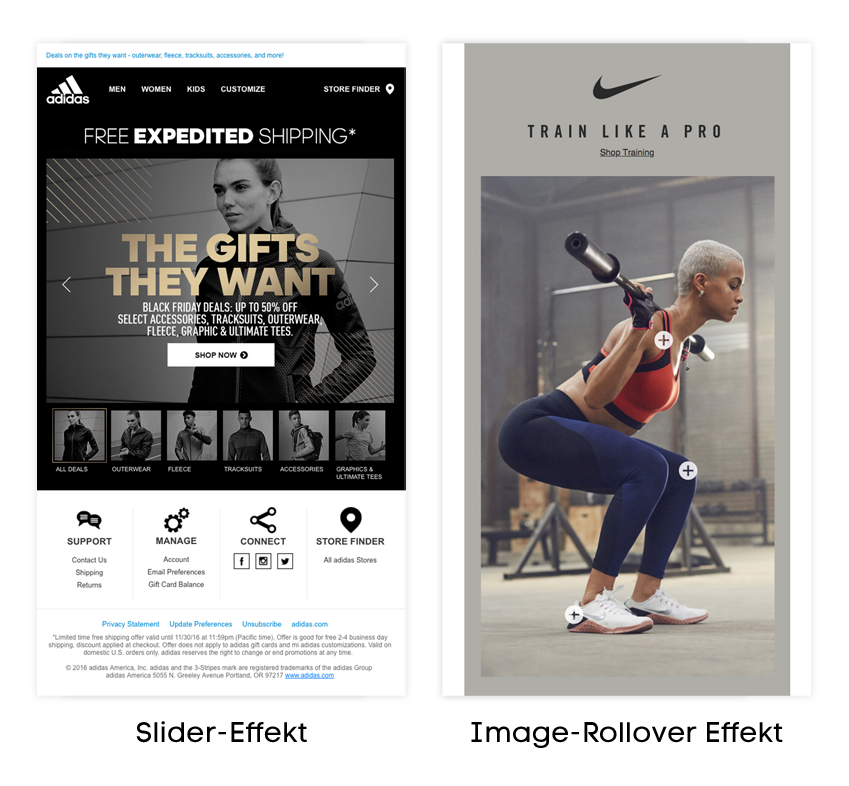 Deals on the gifts they want - outerwear, fleece, tracksuits, accessories, and more!
adidas
MEN WOMEN KIDS CUSTOMIZE STORE FINDER
FREE EXPEDITED SHIPPING*
THE GIFTS
THEY WANT
BLACK FRIDAY DEALS: UP TO 50% OFF
SELECT ACCESSORIES, TRACKSUITS, OUTERWEAR,
FLEECE, GRAPHIC & ULTIMATE TEES.
SHOP NOW
ALL DEALS OUTERWEAR FLEECE TRACKSUITS ACCESSORIES GRAPHICS &
ULTIMATE TEES
SUPPORT MANAGE CONNECT STORE FINDER
Contact Us Account All adidas Stores
Shipping Email Preferences
Returns Gift Card Balance
Privacy Statement Update Preferences Unsubscribe adidas.com
*Limited time free shipping offer valid until 11/30/16 at 11:59pm (Pacific time). Offer is good for free 2-4 business day
shipping, discount applied at checkout. Offer does not apply to adidas gift cards and mi adidas customizations. Valid on
domestic U.S. orders only. adidas reserves the right to change or end promotions at any time.
© 2016 adidas America, Inc. adidas and the 3-Stripes mark are registered trademarks of the adidas Group
adidas America 5055 N. Greeley Avenue Portland, OR 97217 www.adidas.com
Slider-Effekt
TRAIN LIKE A PRO
Shop Training
Image-Rollover Effekt